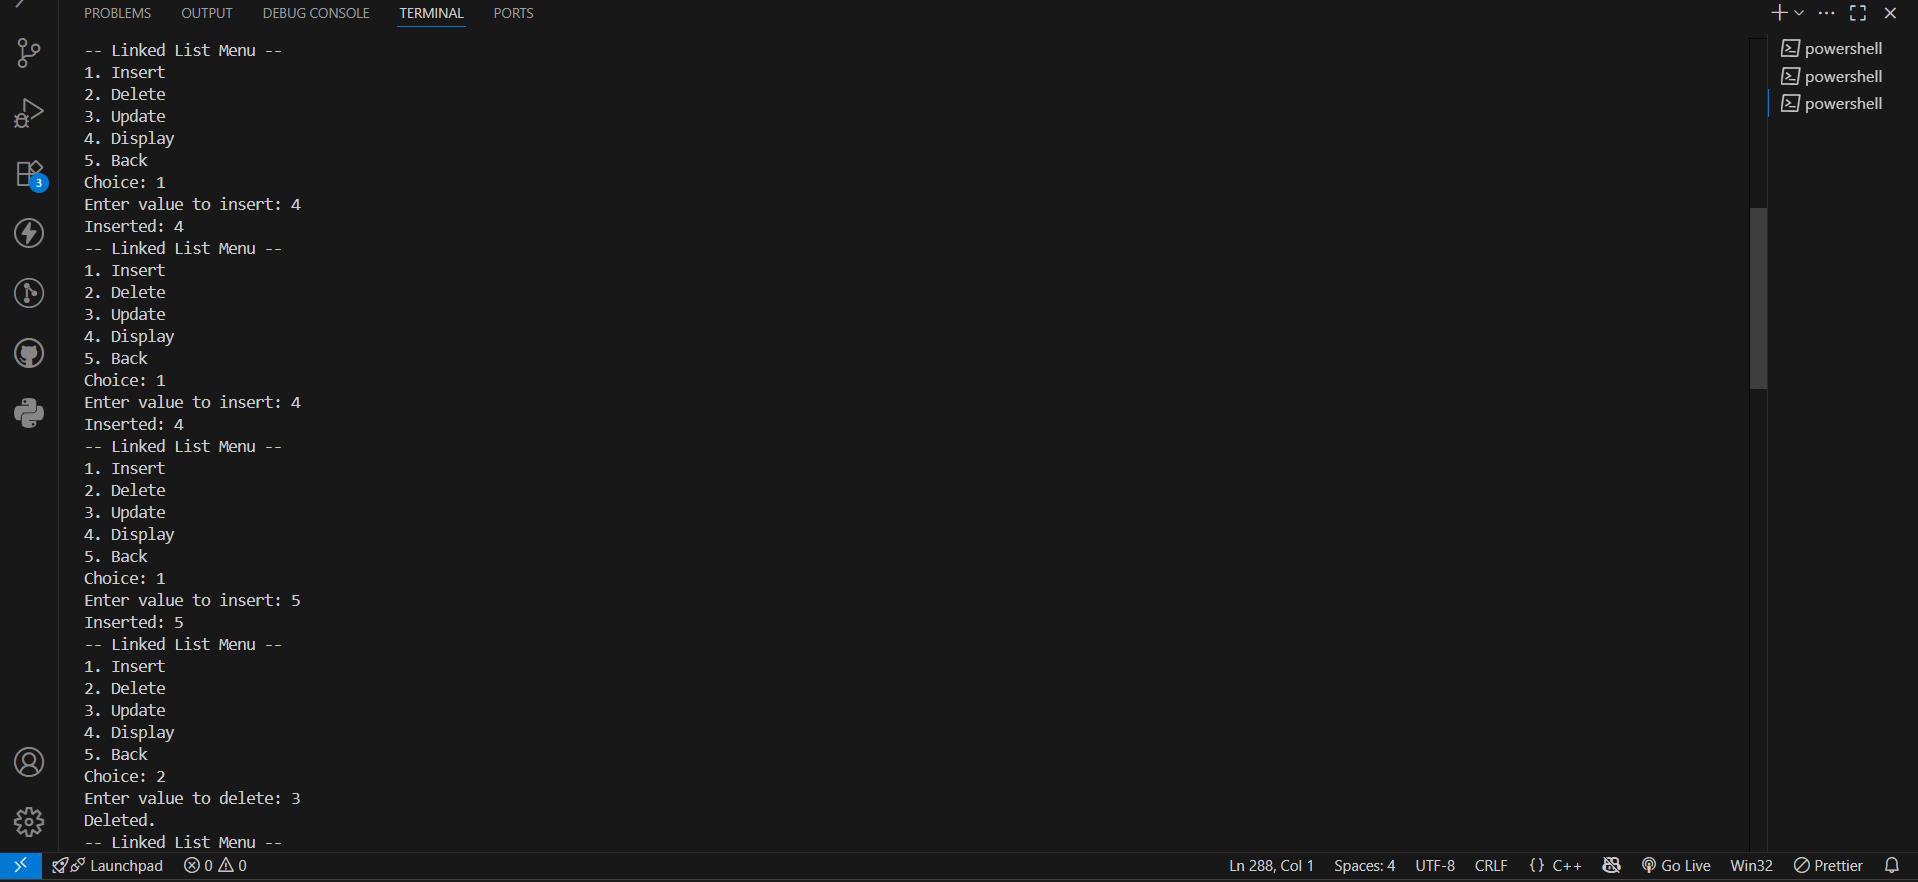 PROBLEMS OUTPUT DEBUG CONSOLE TERMINAL PORTS
-- Linked List Menu --
1. Insert
2. Delete
3. Update
4. Display
5. Back
Choice: 1
Enter value to insert: 4
Inserted: 4
-- Linked List Menu --
1. Insert
2. Delete
3. Update
4. Display
5. Back
Choice: 1
Enter value to insert: 4
Inserted: 4
-- Linked List Menu --
1. Insert
2. Delete
3. Update
4. Display
5. Back
Choice: 1
Enter value to insert: 5
Inserted: 5
-- Linked List Menu --
1. Insert
2. Delete
3. Update
4. Display
5. Back
Choice: 2
Enter value to delete: 3
Deleted.
-- Linked List Menu --
powershell
powershell
powershell
3
Launchpad 0 0 Ln 288, Col 1 Spaces: 4 UTF-8 CRLF {} C++ Go Live Win32 Prettier